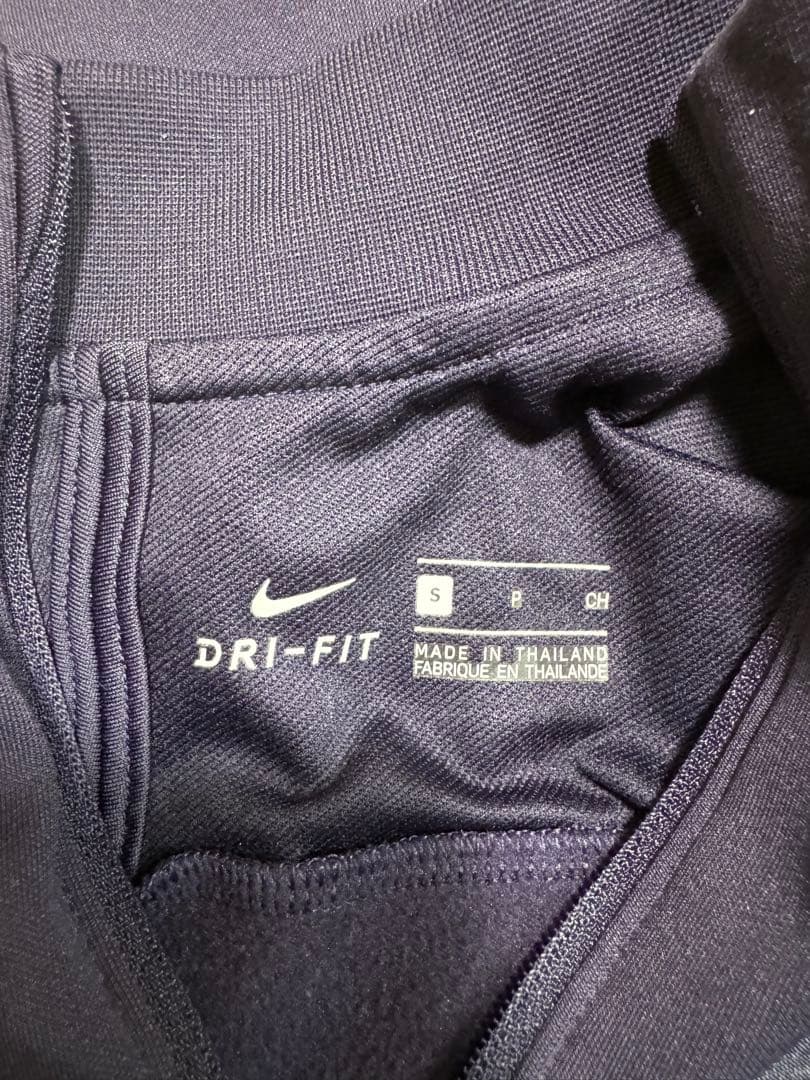 DRI-FIT
S P CH
MADE IN THAILAND
FABRIQUE EN THAILANDE